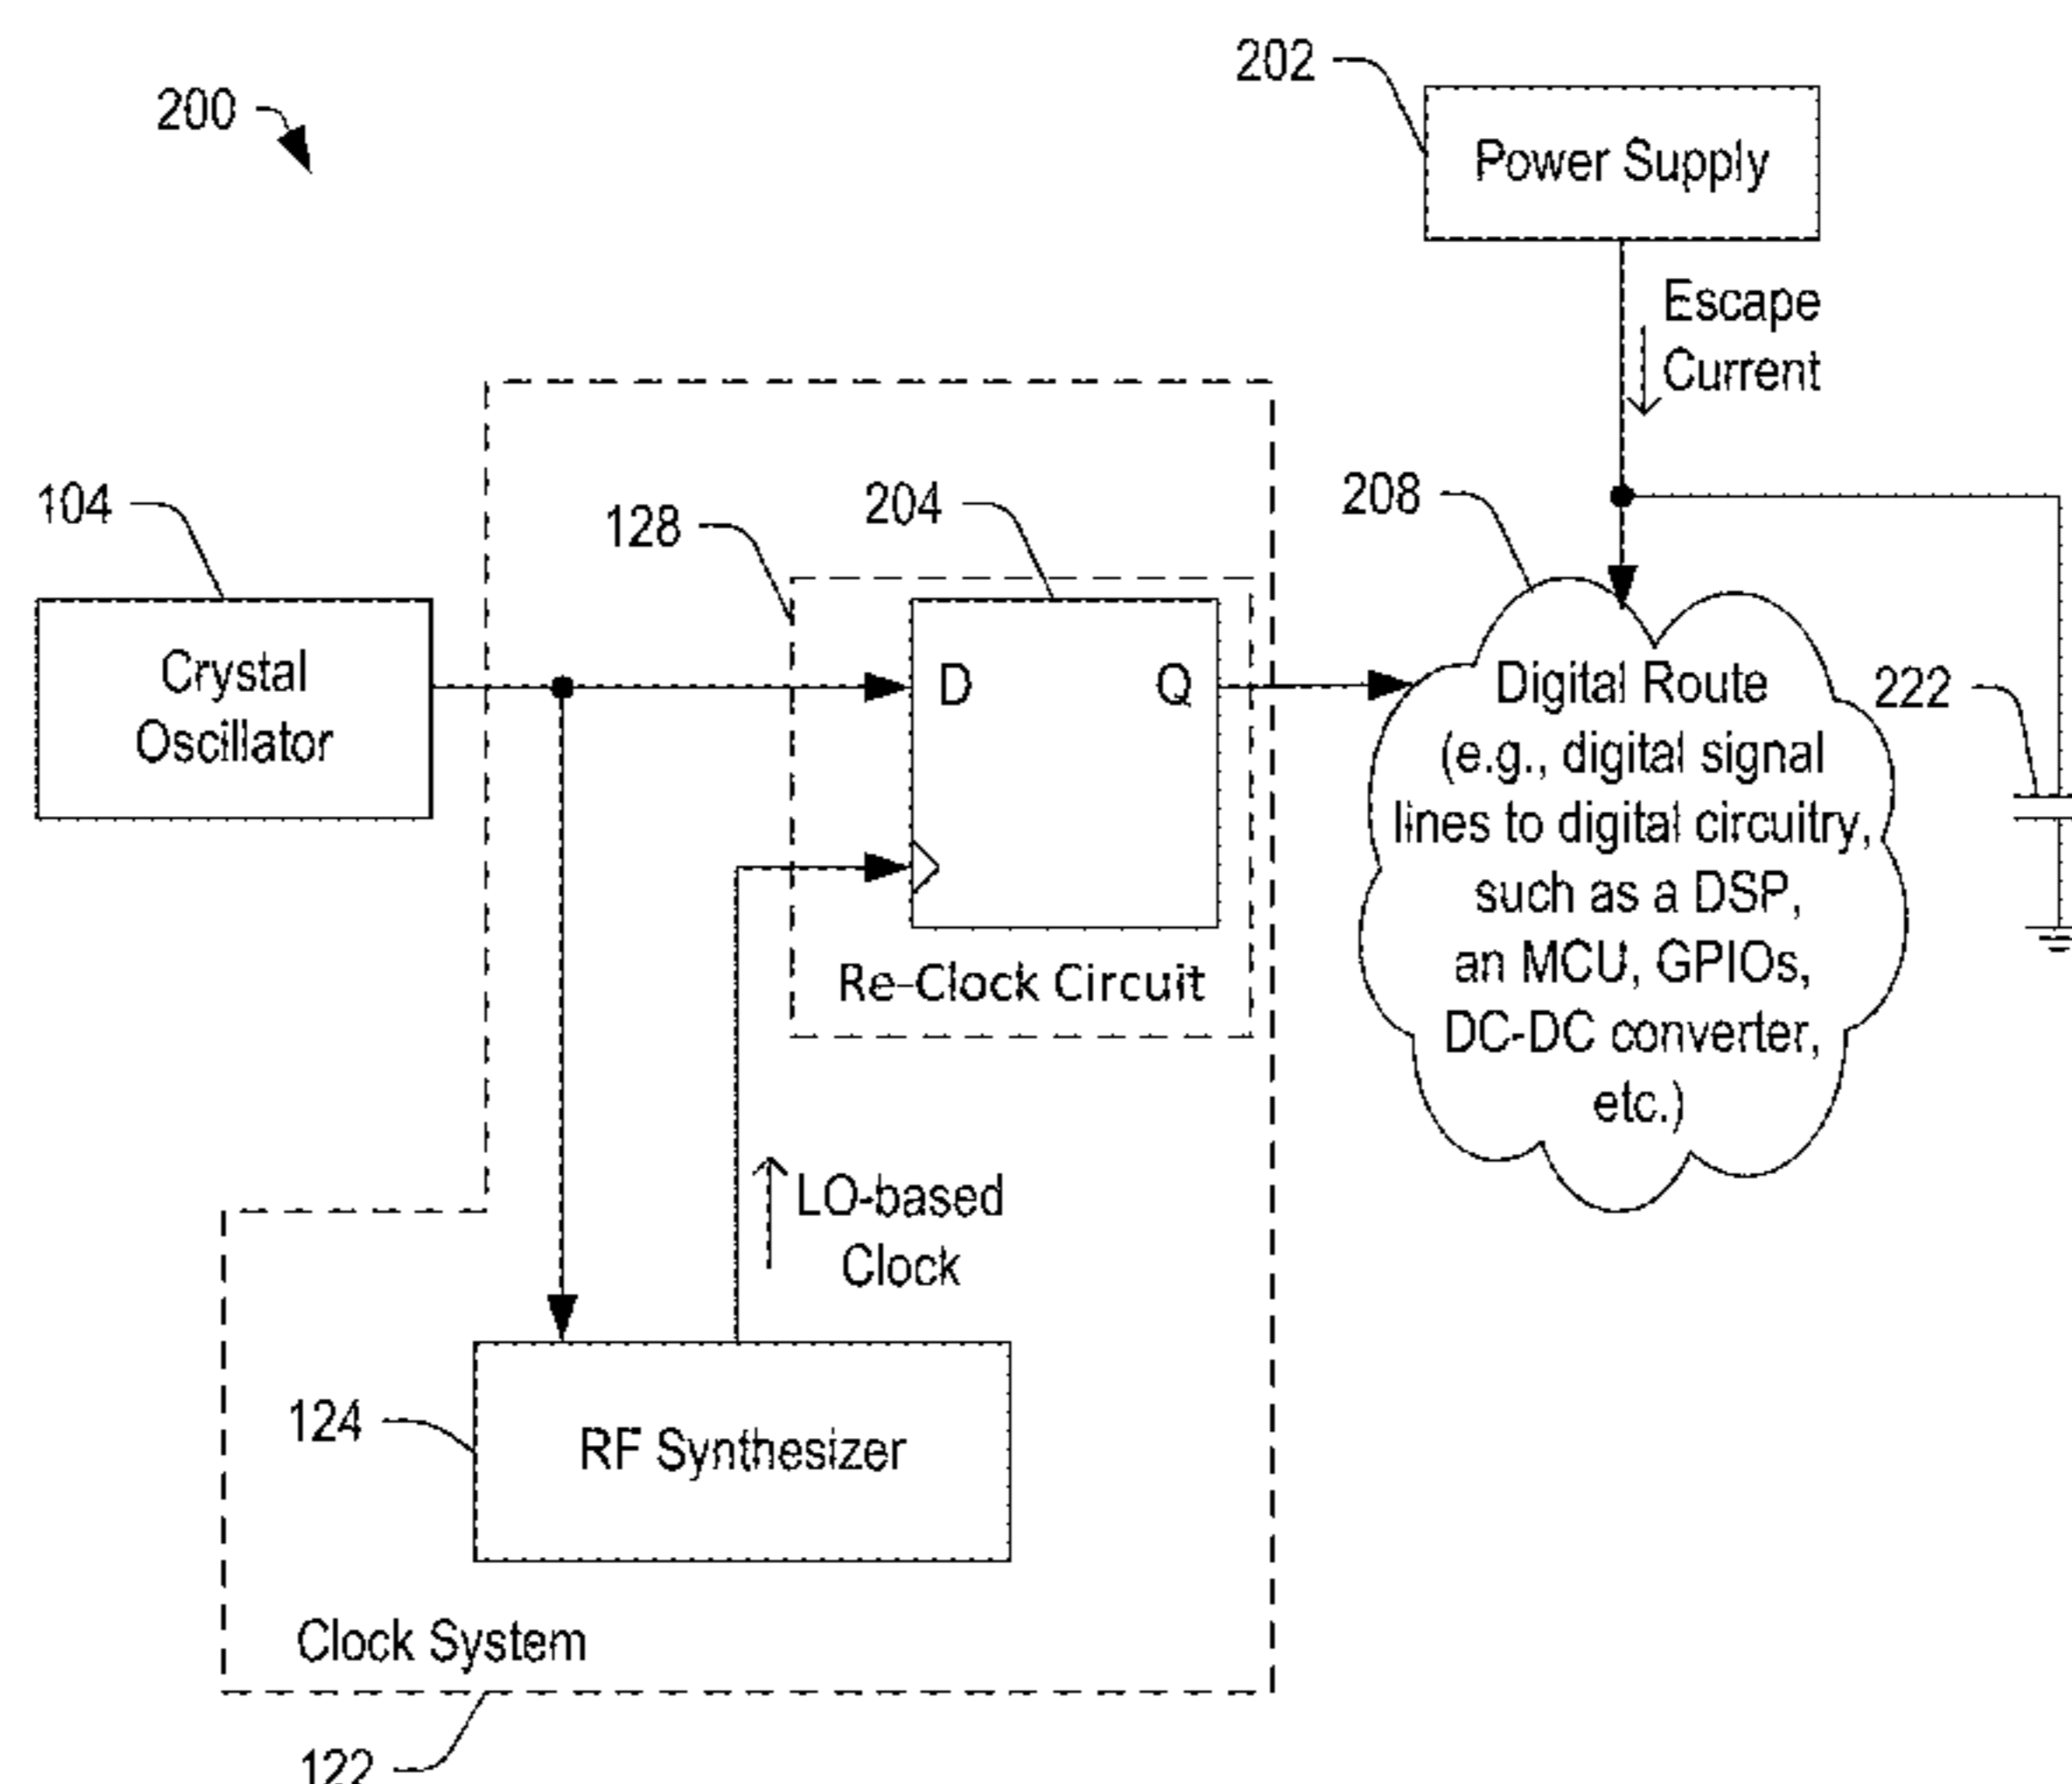 200
202
Power Supply
Escape
Current
104
128
204
208
Crystal
Oscillator
D
Q
222
Digital Route
(e.g., digital signal
lines to digital circuitry,
such as a DSP,
an MCU, GPIOs,
DC-DC converter,
etc.)
Re-Clock Circuit
LO-based
Clock
124
RF Synthesizer
Clock System
122